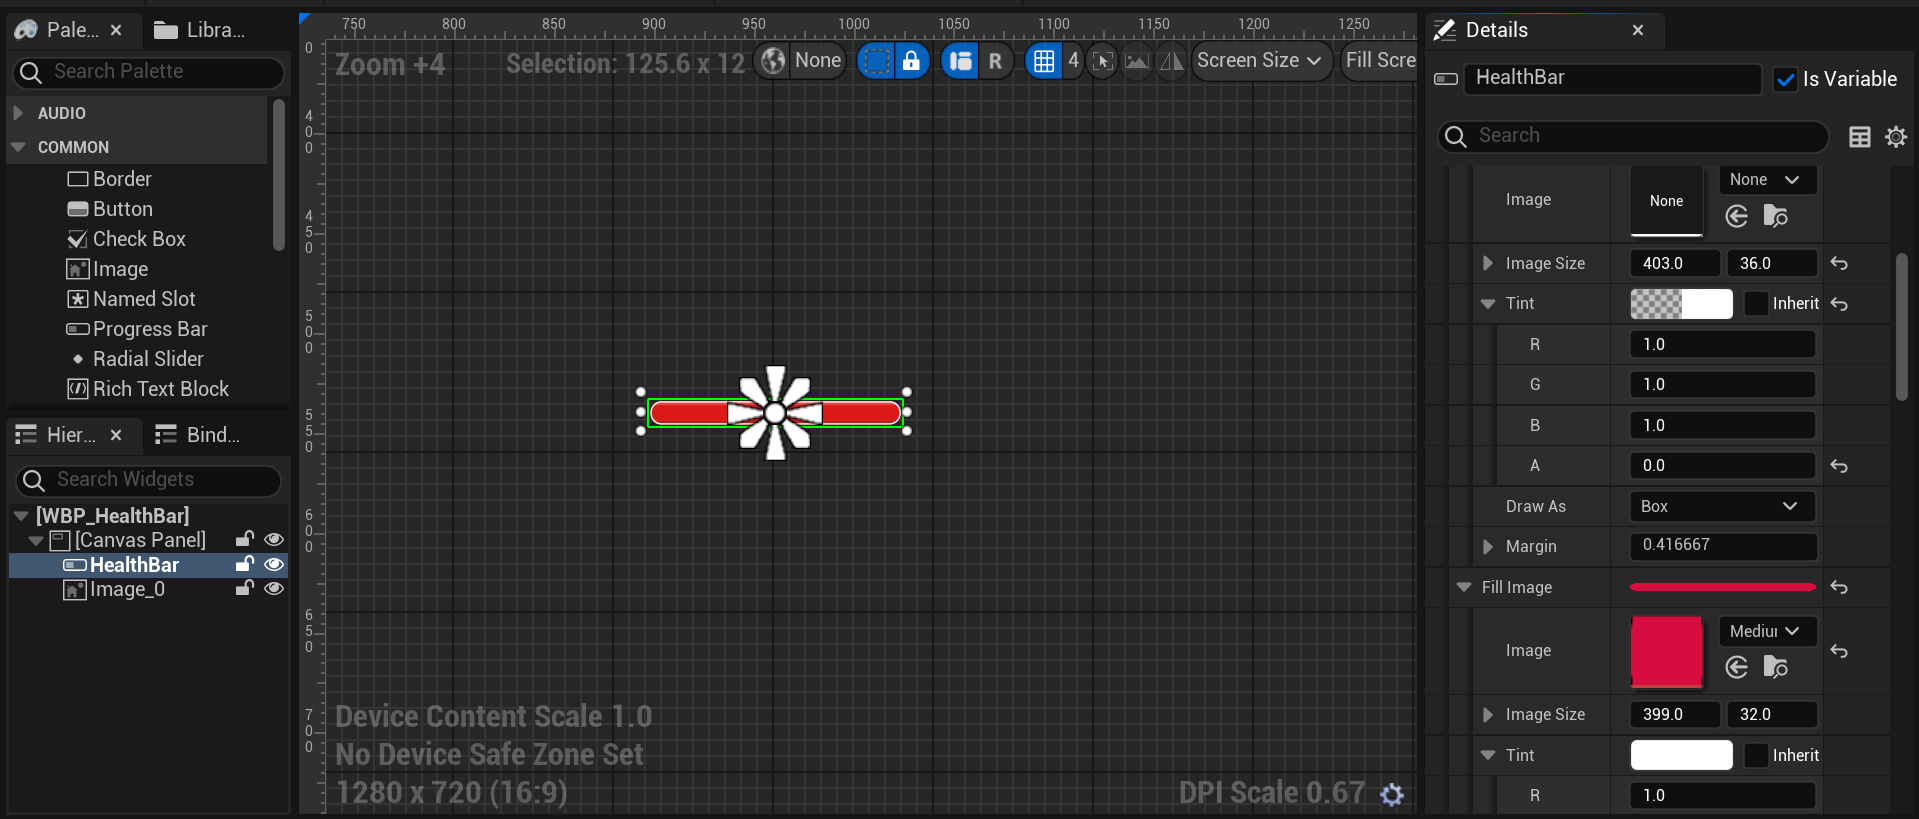 Pale...
Libra...
Search Palette
AUDIO
COMMON
Border
Button
Check Box
Image
Named Slot
Progress Bar
Radial Slider
Rich Text Block
Hier...
Bind...
Search Widgets
[WBP_HealthBar]
[Canvas Panel]
HealthBar
Image_0
750 800 850 900 950 1000 1050 1100 1150 1200 1250
0
400
450
500
550
600
650
700
Zoom +4
Selection: 125.6 x 12
None
R
4
Screen Size
Fill Scre
Device Content Scale 1.0
No Device Safe Zone Set
1280 x 720 (16:9)
DPI Scale 0.67
Details
HealthBar
Is Variable
Search
Image
None
None
Image Size 403.0 36.0
Tint Inherit
R 1.0
G 1.0
B 1.0
A 0.0
Draw As Box
Margin 0.416667
Fill Image
Image
Mediu
Image Size 399.0 32.0
Tint Inherit
R 1.0